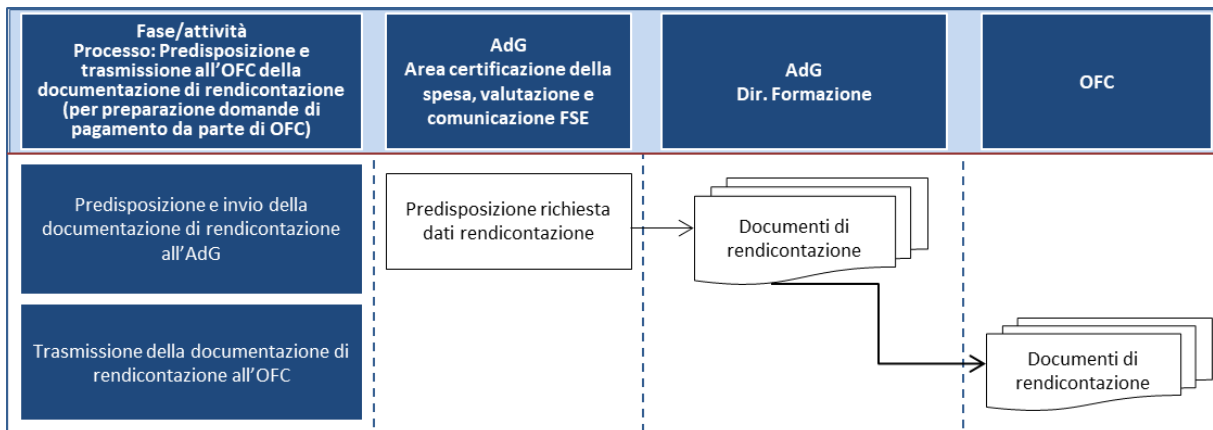 Fase/attività
Processo: Predisposizione e
trasmissione all’OFC della
documentazione di rendicontazione
(per preparazione domande di
pagamento da parte di OFC)
AdG
Area certificazione della
spesa, valutazione e
comunicazione FSE
AdG
Dir. Formazione
OFC
Predisposizione e invio della
documentazione di rendicontazione
all’AdG
Predisposizione richiesta
dati rendicontazione
Documenti di
rendicontazione
Trasmissione della documentazione di
rendicontazione all’OFC
Documenti di
rendicontazione